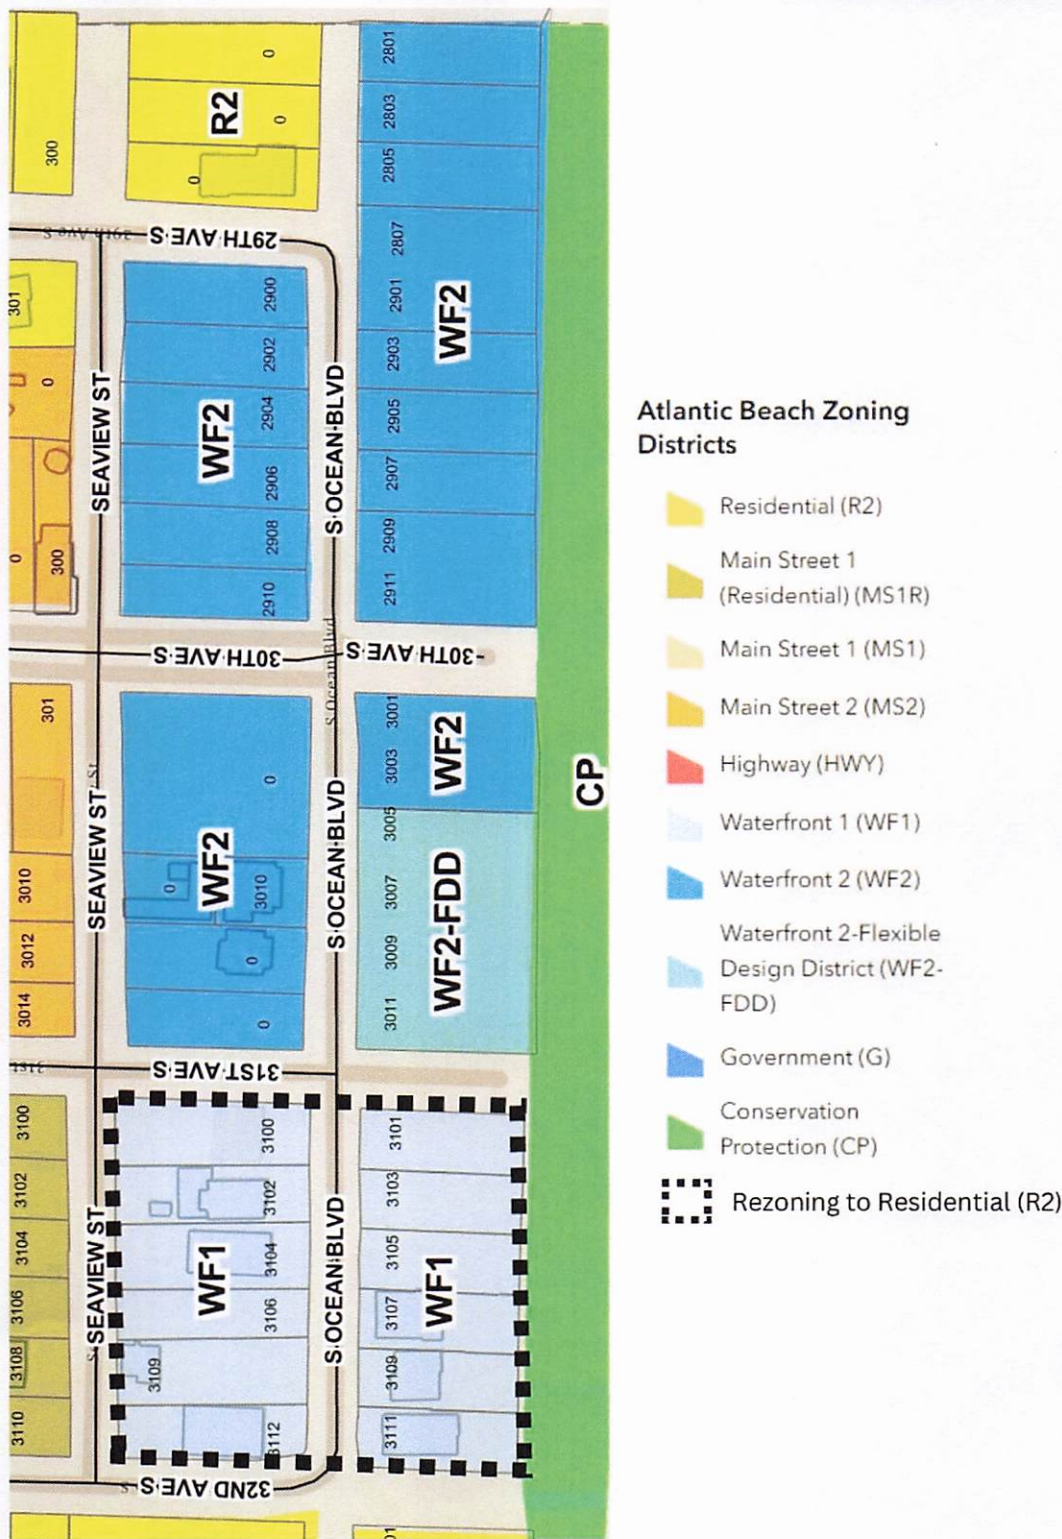 2801
0
R2
2803
0
300
2805
0
2807
29TH AVE S
29th Ave S
2900
301
2901
WF2
2902
2903
0
SEAVIEW ST
S OCEAN BLVD
2904
2905
WF2
2906
2907
2908
2909
0
300
2910
2911
30TH AVE S
30TH AVE S
S Ocean Blvd
301
3001
WF2
3003
0
CP
SEAVIEW ST
S OCEAN BLVD
3005
WF2
3010
0
3010
3007
WF2-FDD
3012
0
3009
3014
0
3011
31ST AVE S
31st
3100
3100
3101
3102
3102
3103
SEAVIEW ST
S OCEAN BLVD
3104
3104
3105
WF1
WF1
3106
3106
3107
3108
3109
3109
3110
3112
3111
32ND AVE S
Atlantic Beach Zoning
Districts
Residential (R2)
Main Street 1
(Residential) (MS1R)
Main Street 1 (MS1)
Main Street 2 (MS2)
Highway (HWY)
Waterfront 1 (WF1)
Waterfront 2 (WF2)
Waterfront 2-Flexible
Design District (WF2-
FDD)
Government (G)
Conservation
Protection (CP)
Rezoning to Residential (R2)